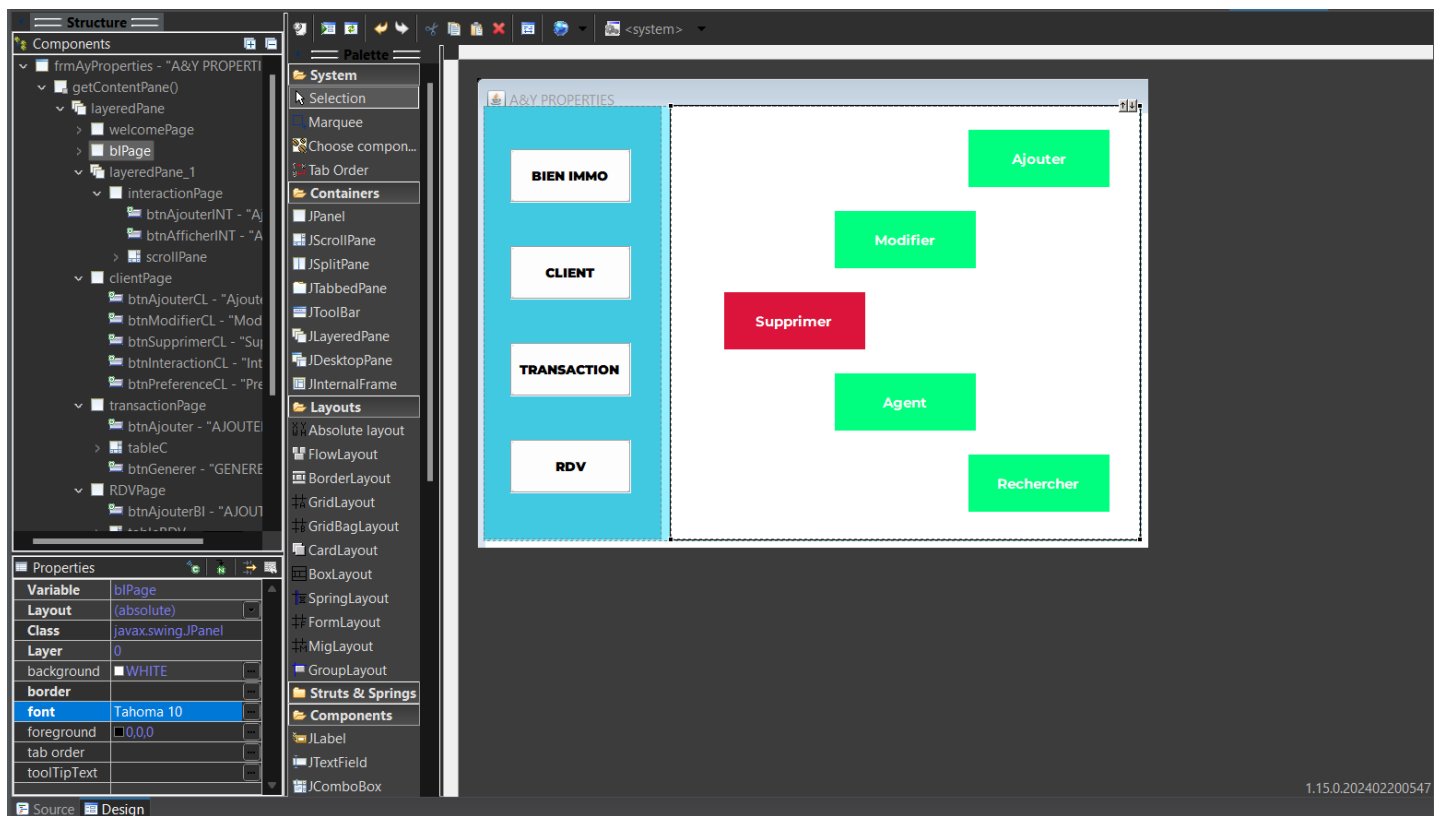 Structure
Components
frmAyProperties - "A&Y PROPERTI
getContentPane()
layeredPane
welcomePage
bIPage
layeredPane_1
interactionPage
btnAjouterINT - "Aj
btnAfficherINT - "A
scrollPane
clientPage
btnAjouterCL - "Ajoute
btnModifierCL - "Mod
btnSupprimerCL - "Sup
btnInteractionCL - "Int
btnPreferenceCL - "Pre
transactionPage
btnAjouter - "AJOUTE
tableC
btnGenerer - "GENERE
RDVPage
btnAjouterBI - "AJOUT
tableRDV
Properties
Variable bIPage
Layout (absolute)
Class javax.swing.JPanel
Layer 0
background WHITE
border
font Tahoma 10
foreground 0,0,0
tab order
toolTipText
Source Design
<system>
Palette
System
Selection
Marquee
Choose compon...
Tab Order
Containers
JPanel
JScrollPane
JSplitPane
JTabbedPane
JToolBar
JLayeredPane
JDesktopPane
JInternalFrame
Layouts
Absolute layout
FlowLayout
BorderLayout
GridLayout
GridBagLayout
CardLayout
BoxLayout
SpringLayout
FormLayout
MigLayout
GroupLayout
Struts & Springs
Components
JLabel
JTextField
JComboBox
A&Y PROPERTIES
BIEN IMMO
CLIENT
TRANSACTION
RDV
Ajouter
Modifier
Supprimer
Agent
Rechercher
1.15.0.202402200547